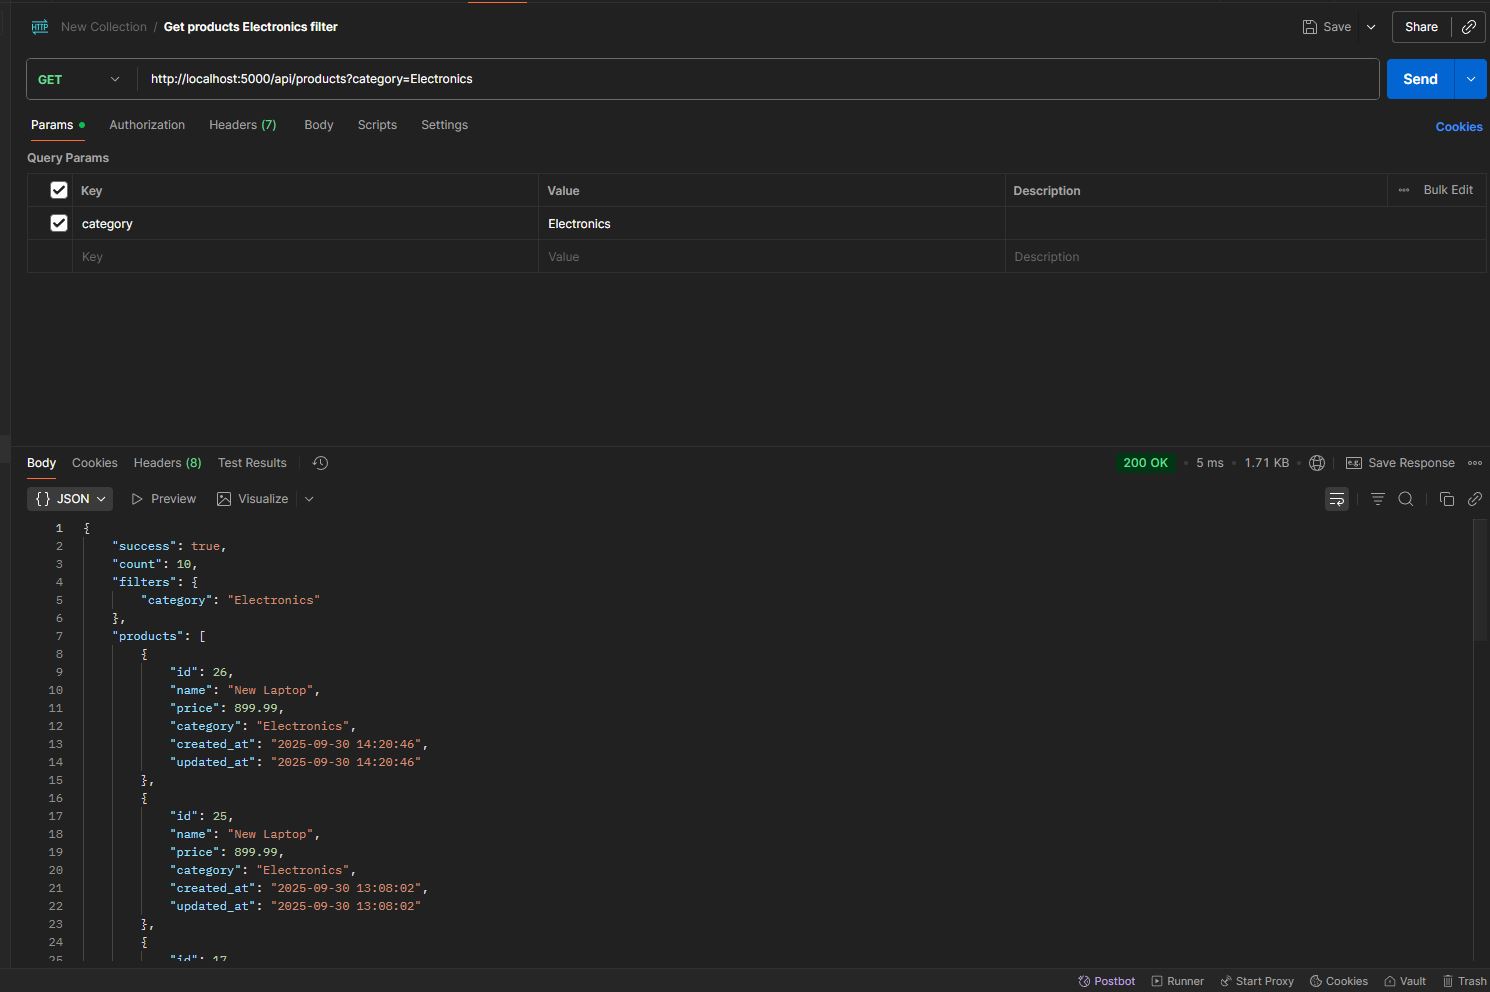 HTTP New Collection / Get products Electronics filter Save Share
GET http://localhost:5000/api/products?category=Electronics Send
Params Authorization Headers (7) Body Scripts Settings Cookies
Query Params
Key Value Description ••• Bulk Edit
category Electronics
Key Value Description
Body Cookies Headers (8) Test Results 200 OK • 5 ms • 1.71 KB • e.g. Save Response •••
{} JSON Preview Visualize
1 {
2 "success": true,
3 "count": 10,
4 "filters": {
5 "category": "Electronics"
6 },
7 "products": [
8 {
9 "id": 26,
10 "name": "New Laptop",
11 "price": 899.99,
12 "category": "Electronics",
13 "created_at": "2025-09-30 14:20:46",
14 "updated_at": "2025-09-30 14:20:46"
15 },
16 {
17 "id": 25,
18 "name": "New Laptop",
19 "price": 899.99,
20 "category": "Electronics",
21 "created_at": "2025-09-30 13:08:02",
22 "updated_at": "2025-09-30 13:08:02"
23 },
24 {
25 "id": 17
Postbot Runner Start Proxy Cookies Vault Trash